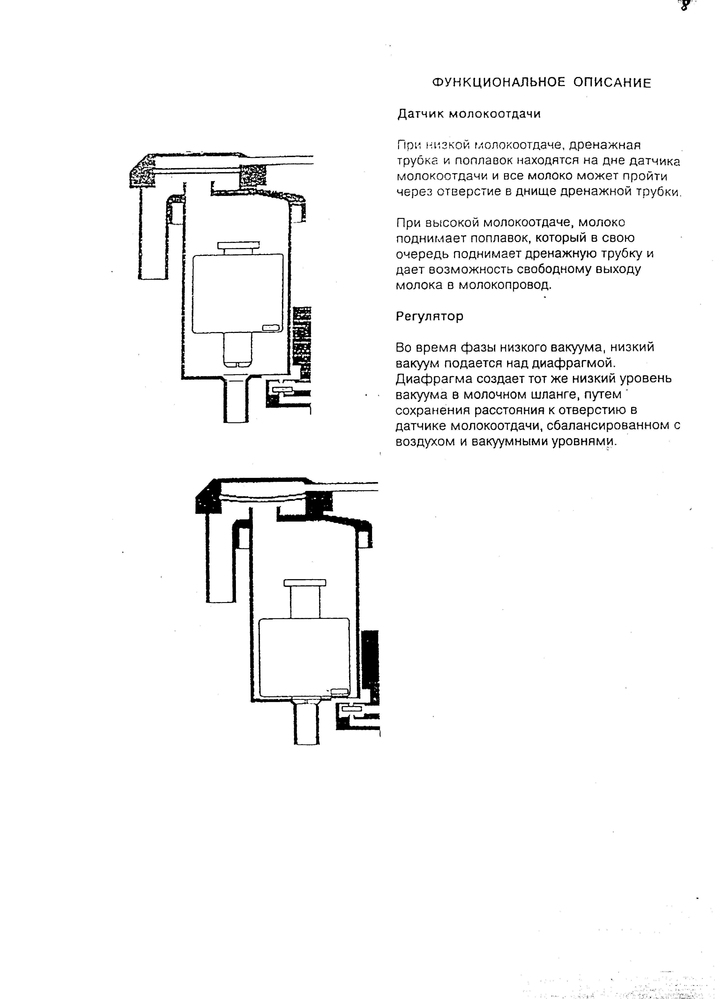 8
ФУНКЦИОНАЛЬНОЕ ОПИСАНИЕ
Датчик молокоотдачи
При низкой молокоотдаче, дренажная
трубка и поплавок находятся на дне датчика
молокоотдачи и все молоко может пройти
через отверстие в днище дренажной трубки.
При высокой молокоотдаче, молоко
поднимает поплавок, который в свою
очередь поднимает дренажную трубку и
дает возможность свободному выходу
молока в молокопровод.
Регулятор
Во время фазы низкого вакуума, низкий
вакуум подается над диафрагмой.
Диафрагма создает тот же низкий уровень
вакуума в молочном шланге, путем
сохранения расстояния к отверстию в
датчике молокоотдачи, сбалансированном с
воздухом и вакуумными уровнями.